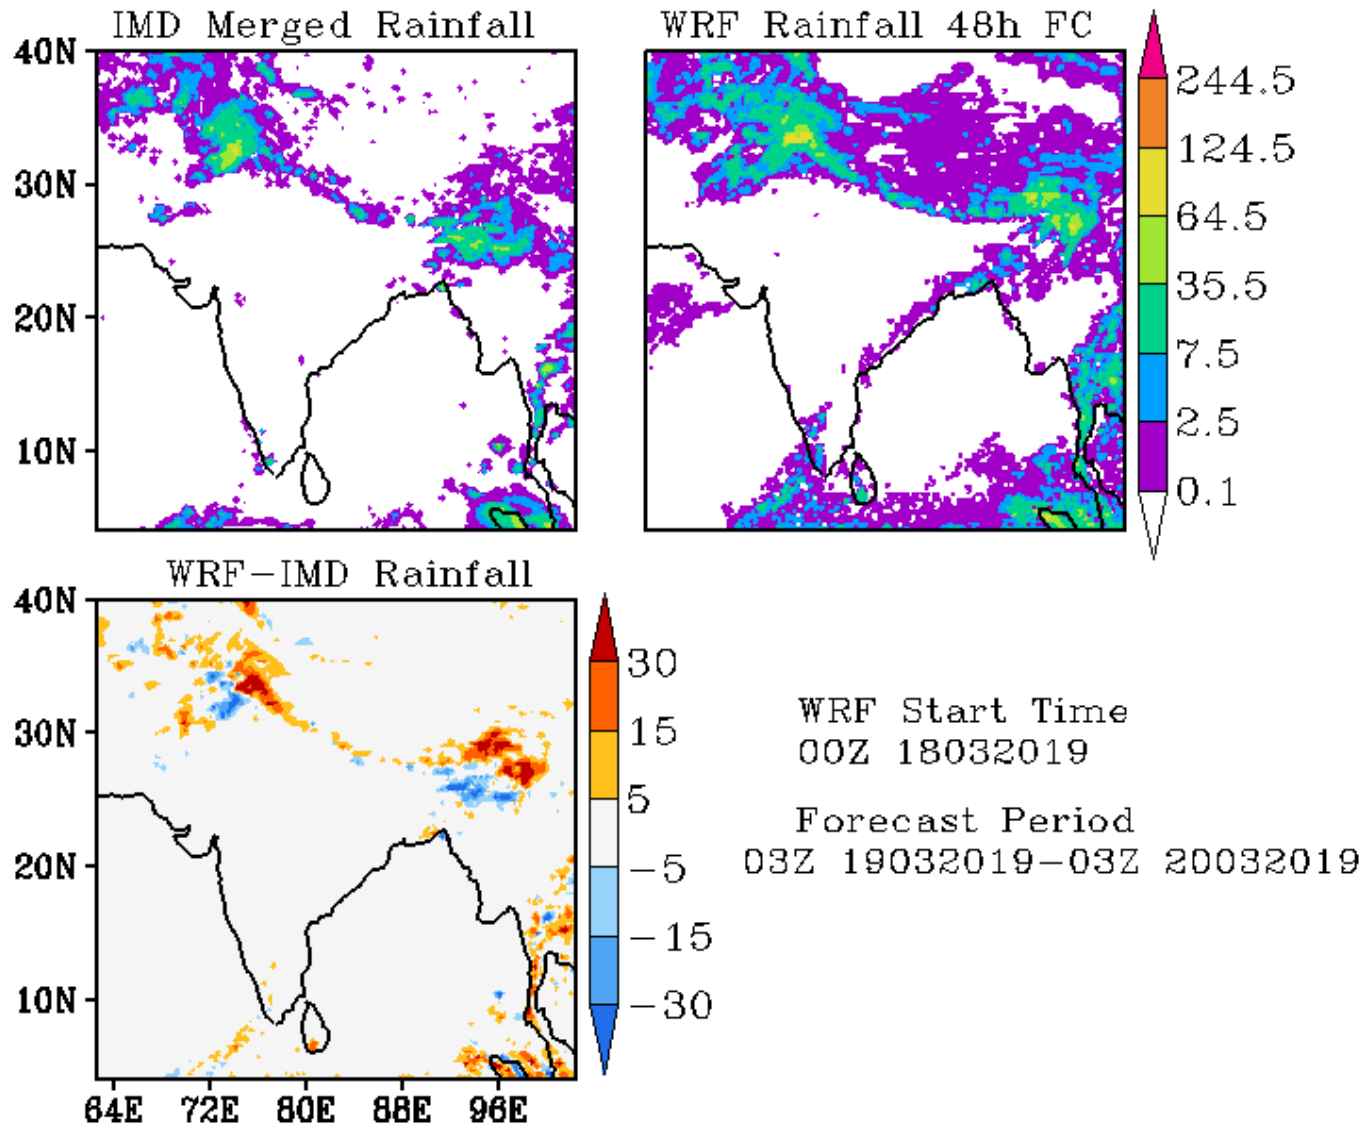 IMD Merged Rainfall
WRF Rainfall 48h FC
40N
30N
20N
10N
244.5
124.5
64.5
35.5
7.5
2.5
0.1
WRF-IMD Rainfall
40N
30N
20N
10N
64E 72E 80E 88E 96E
30
15
5
-5
-15
-30
WRF Start Time
00Z 18032019
Forecast Period
03Z 19032019-03Z 20032019